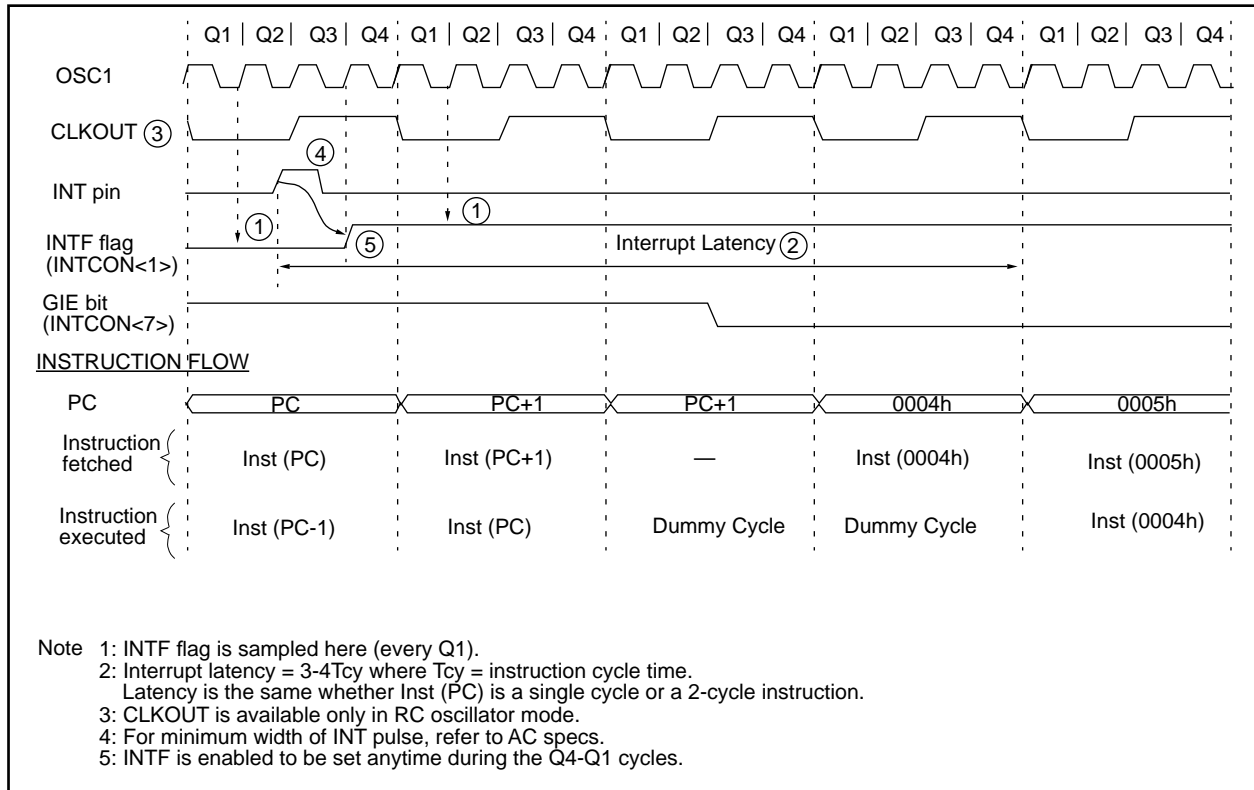 Q1 | Q2 | Q3 | Q4 Q1 | Q2 | Q3 | Q4 Q1 | Q2 | Q3 | Q4 Q1 | Q2 | Q3 | Q4 Q1 | Q2 | Q3 | Q4
OSC1
CLKOUT 3
4
INT pin
1 1
INTF flag
(INTCON<1>)
5
Interrupt Latency 2
GIE bit
(INTCON<7>)
INSTRUCTION FLOW
PC PC PC+1 PC+1 0004h 0005h
Instruction
fetched
Inst (PC) Inst (PC+1) — Inst (0004h) Inst (0005h)
Instruction
executed
Inst (PC-1) Inst (PC) Dummy Cycle Dummy Cycle Inst (0004h)
Note 1: INTF flag is sampled here (every Q1).
2: Interrupt latency = 3-4Tcy where Tcy = instruction cycle time.
Latency is the same whether Inst (PC) is a single cycle or a 2-cycle instruction.
3: CLKOUT is available only in RC oscillator mode.
4: For minimum width of INT pulse, refer to AC specs.
5: INTF is enabled to be set anytime during the Q4-Q1 cycles.